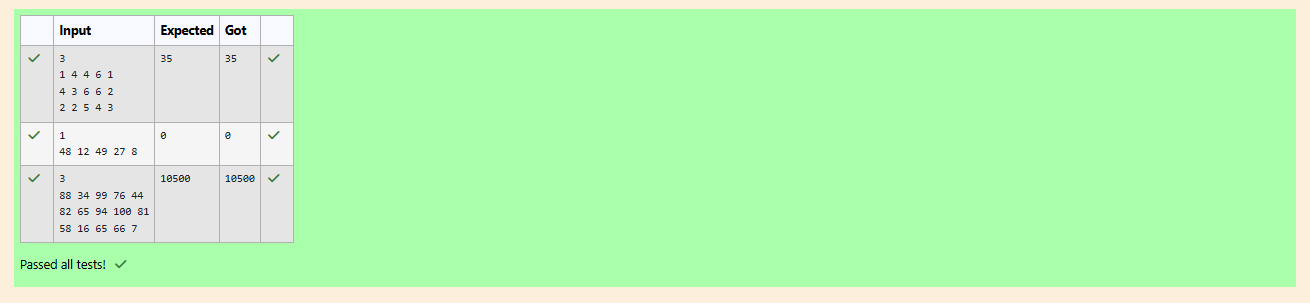 Input Expected Got
3 35 35
1 4 4 6 1
4 3 6 6 2
2 2 5 4 3
1 0 0
48 12 49 27 8
3 10500 10500
88 34 99 76 44
82 65 94 100 81
58 16 65 66 7
Passed all tests!